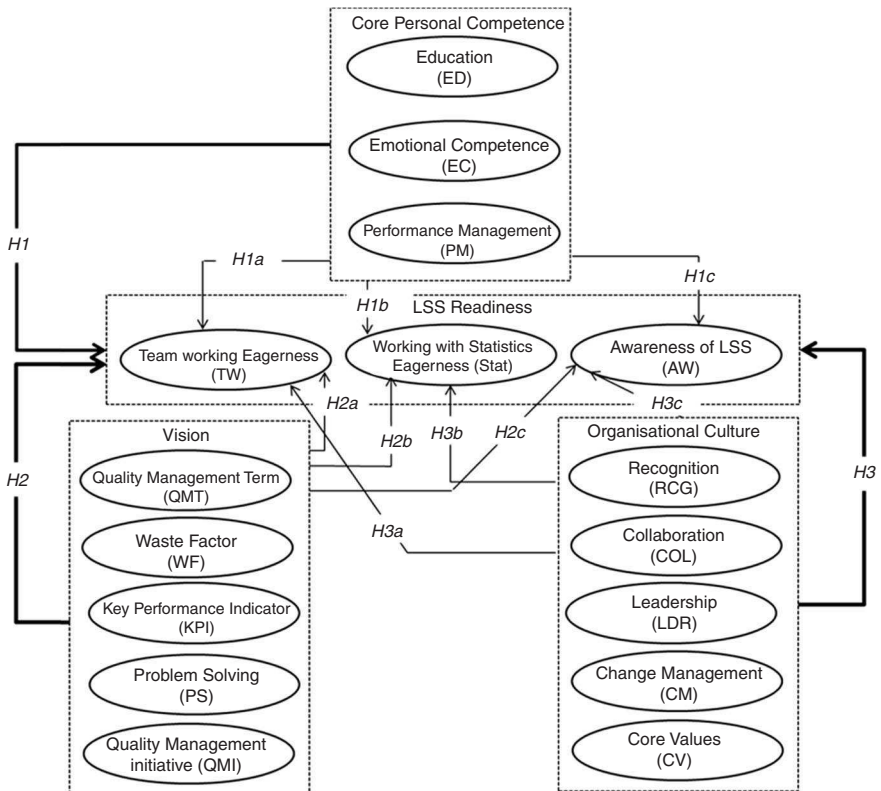 Core Personal Competence
Education
(ED)
Emotional Competence
(EC)
Performance Management
(PM)
H1
H1a
H1b
H1c
LSS Readiness
Team working Eagerness
(TW)
Working with Statistics
Eagerness (Stat)
Awareness of LSS
(AW)
H2a
H2b
H3b
H2c
H3c
H2
H3
H3a
Vision
Quality Management Term
(QMT)
Waste Factor
(WF)
Key Performance Indicator
(KPI)
Problem Solving
(PS)
Quality Management
initiative (QMI)
Organisational Culture
Recognition
(RCG)
Collaboration
(COL)
Leadership
(LDR)
Change Management
(CM)
Core Values
(CV)